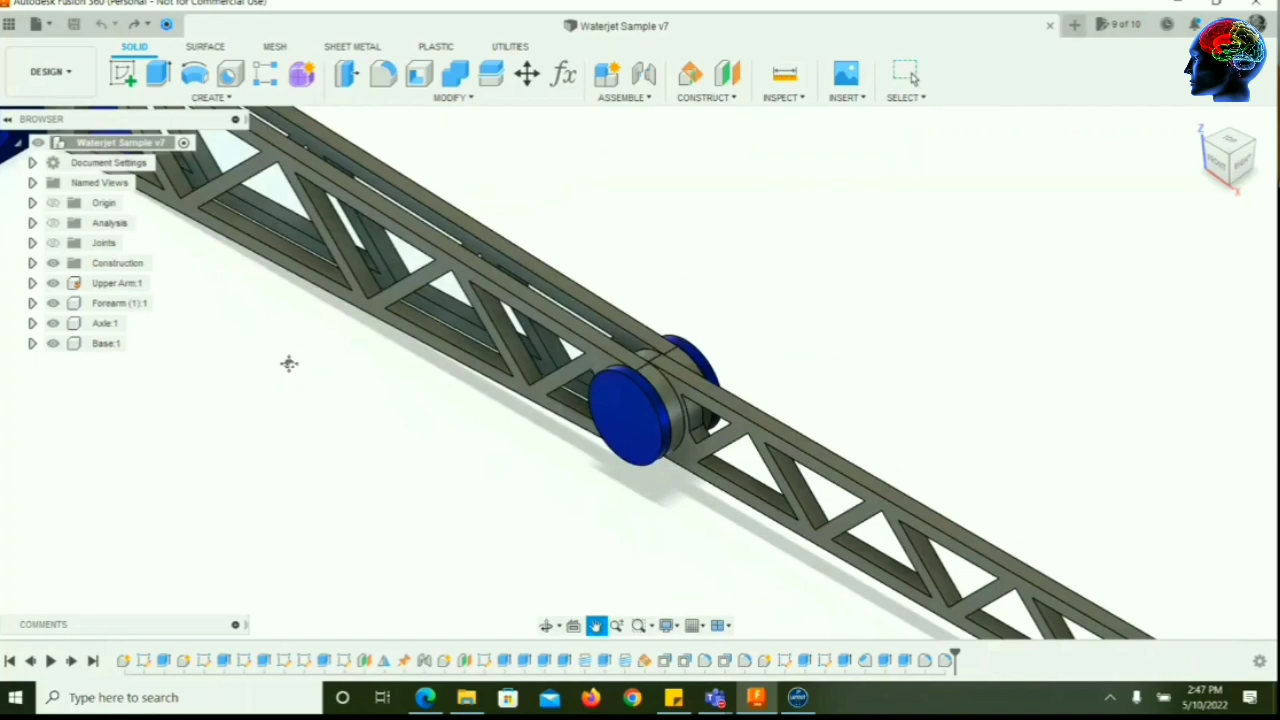 Autodesk Fusion 360 (Personal - Not for Commercial Use)
Waterjet Sample v7
9 of 10
SOLID
SURFACE
MESH
SHEET METAL
PLASTIC
UTILITIES
DESIGN
fx
CREATE
MODIFY
ASSEMBLE
CONSTRUCT
INSPECT
INSERT
SELECT
BROWSER
Waterjet Sample v7
Document Settings
Named Views
Origin
Analysis
Joints
Construction
Upper Arm:1
Forearm (1):1
Axle:1
Base:1
Z
FRONT
RIGHT
X
COMMENTS
Type here to search
2:47 PM
5/10/2022